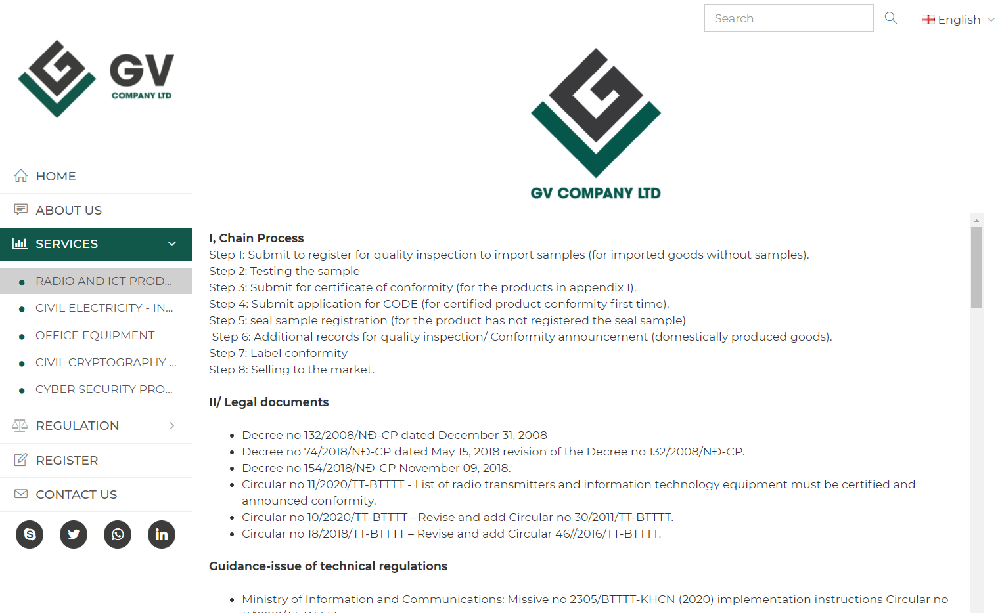 Search
English
GV
COMPANY LTD
GV COMPANY LTD
HOME
ABOUT US
SERVICES
RADIO AND ICT PROD...
CIVIL ELECTRICITY - IN...
OFFICE EQUIPMENT
CIVIL CRYPTOGRAPHY ...
CYBER SECURITY PRO...
REGULATION
REGISTER
CONTACT US
I, Chain Process
Step 1: Submit to register for quality inspection to import samples (for imported goods without samples).
Step 2: Testing the sample
Step 3: Submit for certificate of conformity (for the products in appendix I).
Step 4: Submit application for CODE (for certified product conformity first time).
Step 5: seal sample registration (for the product has not registered the seal sample)
Step 6: Additional records for quality inspection/ Conformity announcement (domestically produced goods).
Step 7: Label conformity
Step 8: Selling to the market.
II/ Legal documents
Decree no 132/2008/NĐ-CP dated December 31, 2008
Decree no 74/2018/NĐ-CP dated May 15, 2018 revision of the Decree no 132/2008/NĐ-CP.
Decree no 154/2018/NĐ-CP November 09, 2018.
Circular no 11/2020/TT-BTTTT - List of radio transmitters and information technology equipment must be certified and
announced conformity.
Circular no 10/2020/TT-BTTTT - Revise and add Circular no 30/2011/TT-BTTTT.
Circular no 18/2018/TT-BTTTT – Revise and add Circular 46//2016/TT-BTTTT.
Guidance-issue of technical regulations
Ministry of Information and Communications: Missive no 2305/BTTTT-KHCN (2020) implementation instructions Circular no